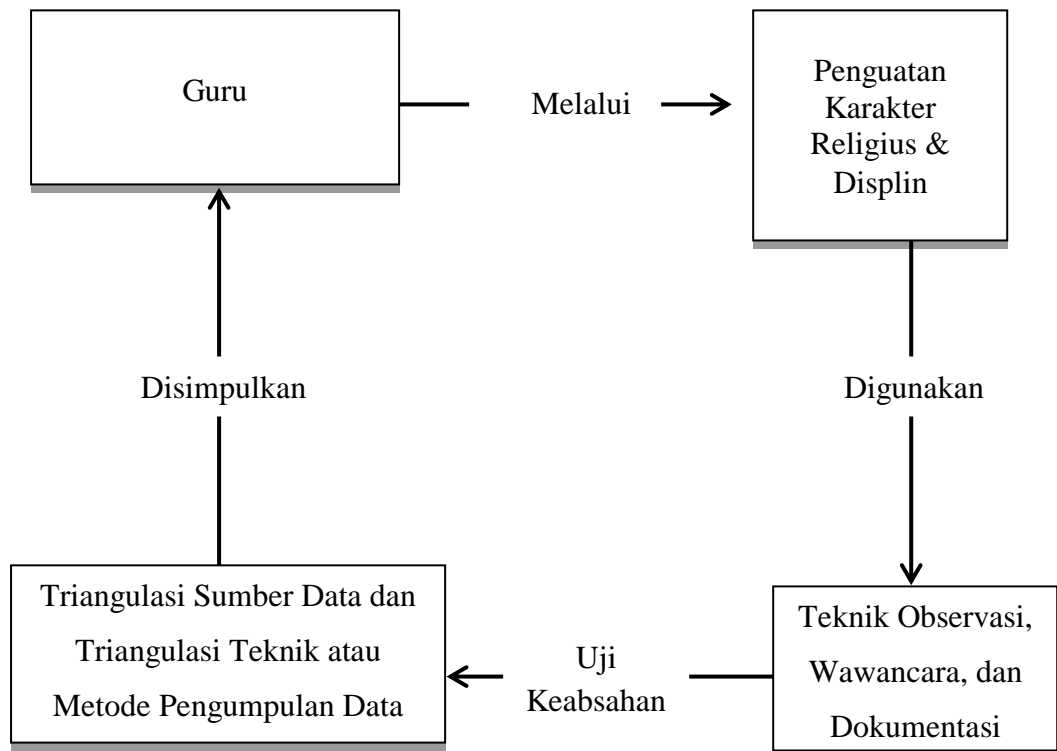 Guru
Melalui
Penguatan
Karakter
Religius &
Displin
Disimpulkan
Digunakan
Triangulasi Sumber Data dan
Triangulasi Teknik atau
Metode Pengumpulan Data
Uji
Keabsahan
Teknik Observasi,
Wawancara, dan
Dokumentasi